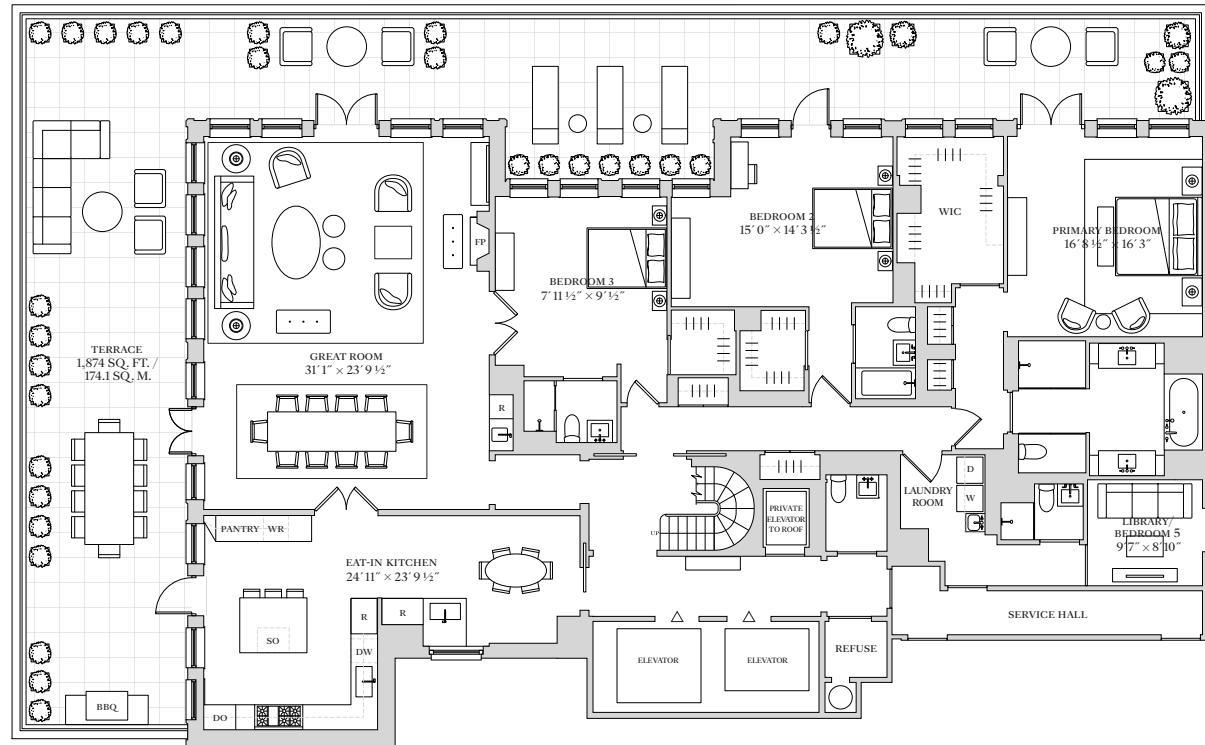 BEDROOM 2
15´0˝ × 14´3 ½˝
WIC
PRIMARY BEDROOM
16´8 ½˝ × 16´3˝
FP
BEDROOM 3
7´11 ½˝ × 9´½˝
TERRACE
1,874 SQ. FT. /
174.1 SQ. M.
GREAT ROOM
31´1˝ × 23´9 ½˝
R
D
W
LAUNDRY
ROOM
PRIVATE
ELEVATOR
TO ROOF
UP
LIBRARY/
BEDROOM 5
9´7˝ × 8´10˝
PANTRY WR
EAT-IN KITCHEN
24´11˝ × 23´9 ½˝
R
R
SO
DW
DO
BBQ
SERVICE HALL
ELEVATOR
ELEVATOR
REFUSE